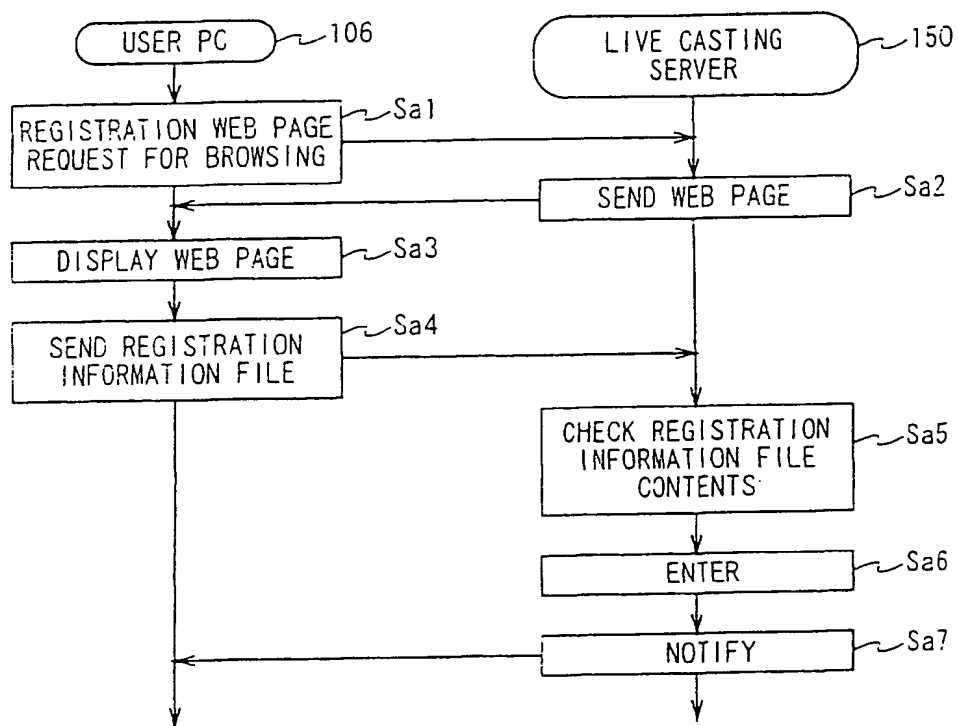 USER PC
106
LIVE CASTING
SERVER
150
REGISTRATION WEB PAGE
REQUEST FOR BROWSING
Sa1
SEND WEB PAGE
Sa2
DISPLAY WEB PAGE
Sa3
SEND REGISTRATION
INFORMATION FILE
Sa4
CHECK REGISTRATION
INFORMATION FILE
CONTENTS
Sa5
ENTER
Sa6
NOTIFY
Sa7